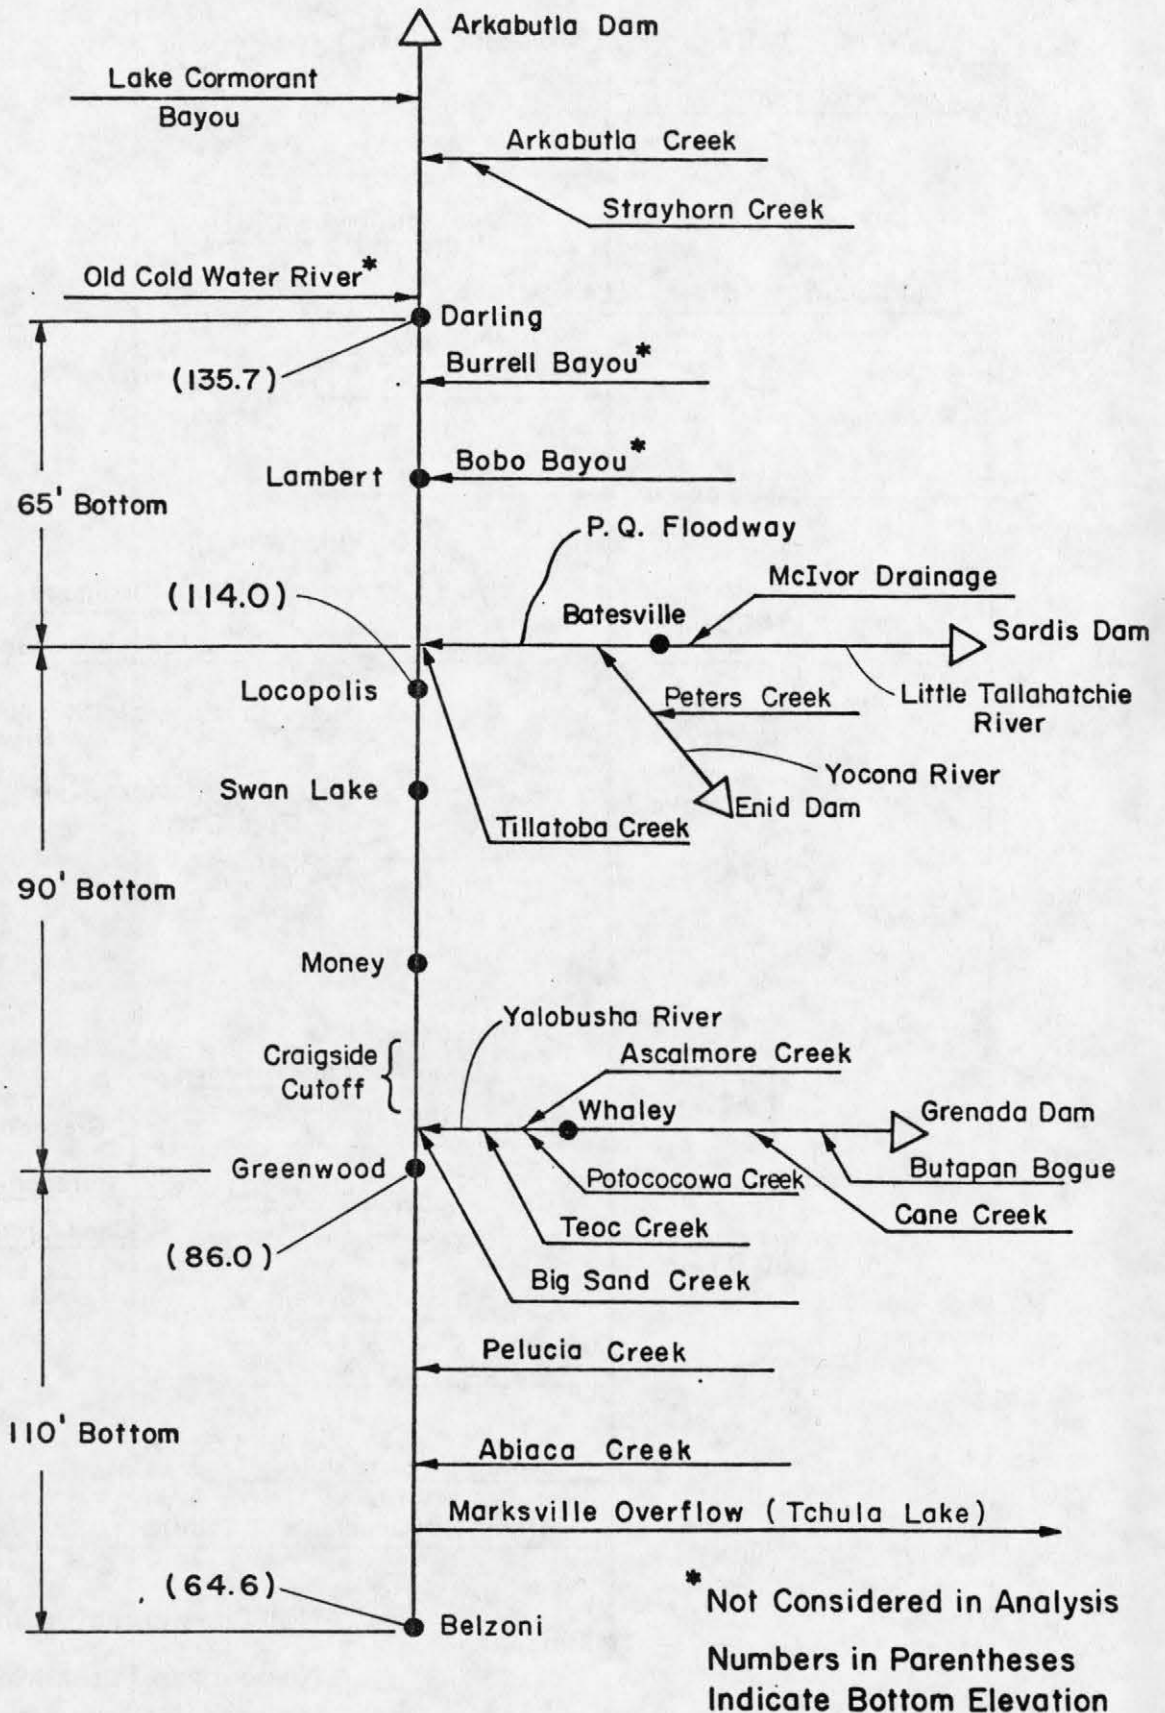 Arkabutla Dam
Lake Cormorant
Bayou
Arkabutla Creek
Strayhorn Creek
Old Cold Water River*
Darling
(135.7)
Burrell Bayou*
Lambert
Bobo Bayou*
65' Bottom
P.Q. Floodway
McIvor Drainage
(114.0)
Batesville
Sardis Dam
Locopolis
Peters Creek
Little Tallahatchie
River
Swan Lake
Yocona River
Enid Dam
Tillatoba Creek
90' Bottom
Money
Yalobusha River
Craigside
Cutoff
Ascalmore Creek
Whaley
Grenada Dam
Greenwood
Potococowa Creek
Butapan Bogue
Teoc Creek
Cane Creek
(86.0)
Big Sand Creek
Pelucia Creek
110' Bottom
Abiaca Creek
Marksville Overflow (Tchula Lake)
(64.6)
Belzoni
* Not Considered in Analysis
Numbers in Parentheses
Indicate Bottom Elevation